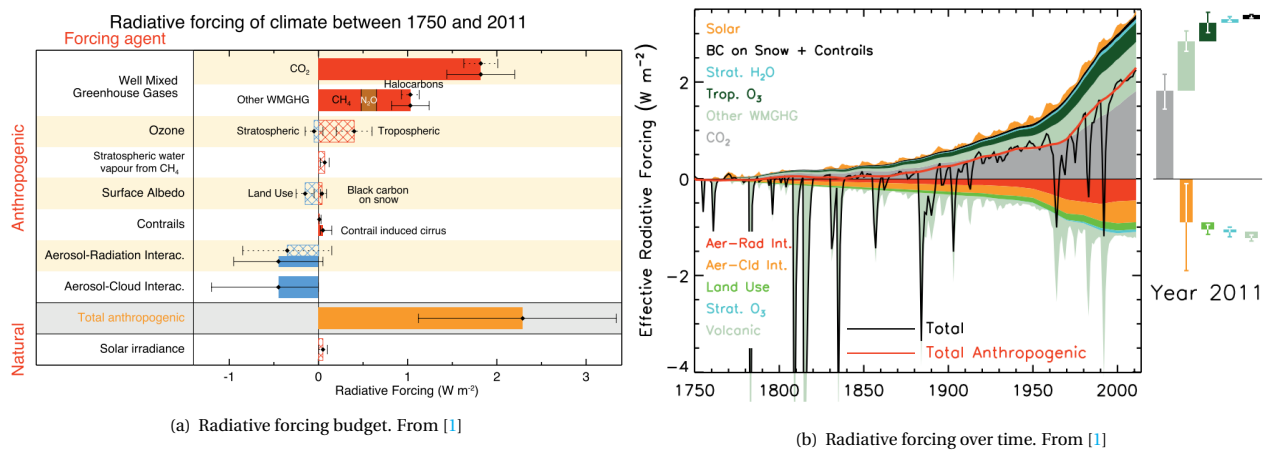 Radiative forcing of climate between 1750 and 2011
Forcing agent
Anthropogenic
Natural
Well Mixed
Greenhouse Gases
CO2
Other WMGHG
CH4
N2O
Halocarbons
Ozone
Stratospheric
Tropospheric
Stratospheric water
vapour from CH4
Surface Albedo
Land Use
Black carbon
on snow
Contrails
Contrail induced cirrus
Aerosol-Radiation Interac.
Aerosol-Cloud Interac.
Total anthropogenic
Solar irradiance
-1 0 1 2 3
Radiative Forcing (W m-2)
(a) Radiative forcing budget. From [1]
Effective Radiative Forcing (W m−2)
2
0
−2
−4
Solar
BC on Snow + Contrails
Strat. H2O
Trop. O3
Other WMGHG
CO2
Aer−Rad Int.
Aer−Cld Int.
Land Use
Strat. O3
Volcanic
Total
Total Anthropogenic
1750 1800 1850 1900 1950 2000
Year 2011
(b) Radiative forcing over time. From [1]